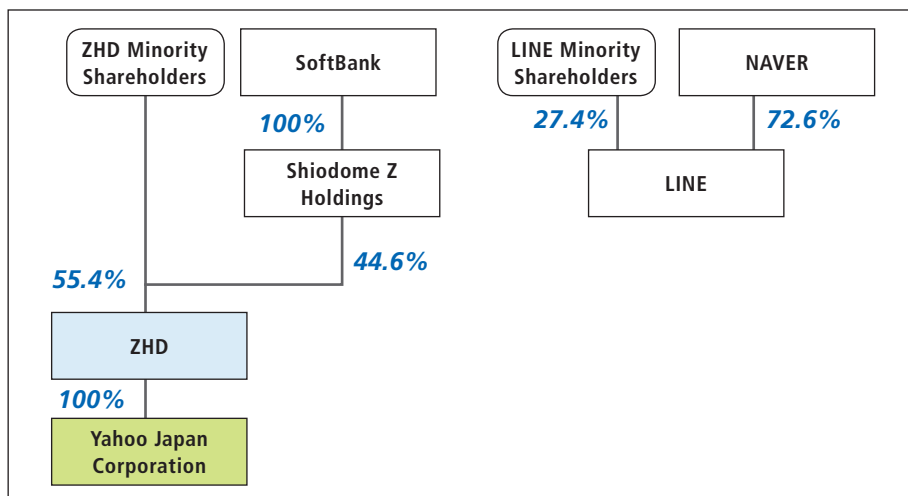 ZHD Minority
Shareholders
SoftBank
LINE Minority
Shareholders
NAVER
100%
27.4%
72.6%
Shiodome Z
Holdings
LINE
55.4%
44.6%
ZHD
100%
Yahoo Japan
Corporation